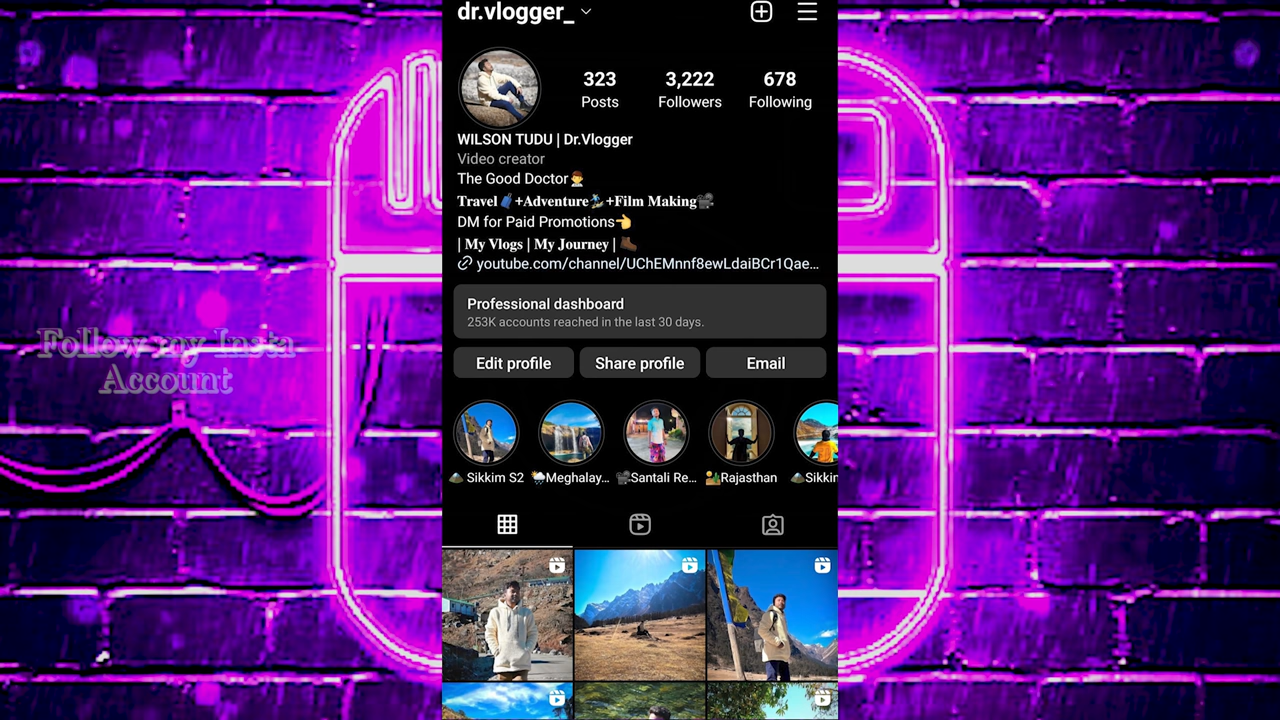 dr.vlogger_
323
3,222
678
Posts
Followers
Following
WILSON TUDU | Dr.Vlogger
Video creator
The Good Doctor👨‍⚕️
Travel🧳+Adventure🏂+Film Making🎥
DM for Paid Promotions👈
| My Vlogs | My Journey | 🥾
youtube.com/channel/UChEMnnf8ewLdaiBCr1Qae...
Professional dashboard
253K accounts reached in the last 30 days.
Edit profile
Share profile
Email
⛰️ Sikkim S2
🌦️Meghalay...
🎥Santali Re...
🏜️Rajasthan
⛰️Sikkin
Follow my Insta
Account